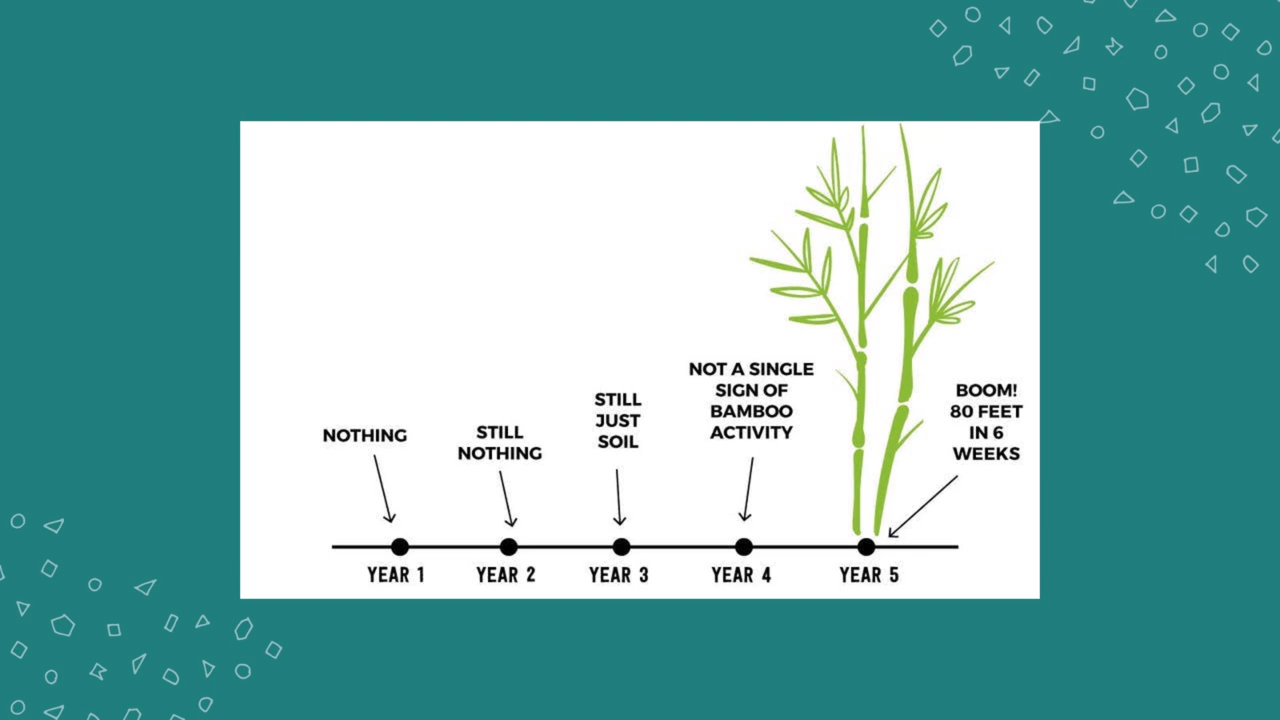 NOTHING
STILL
NOTHING
STILL
JUST
SOIL
NOT A SINGLE
SIGN OF
BAMBOO
ACTIVITY
BOOM!
80 FEET
IN 6
WEEKS
YEAR 1
YEAR 2
YEAR 3
YEAR 4
YEAR 5